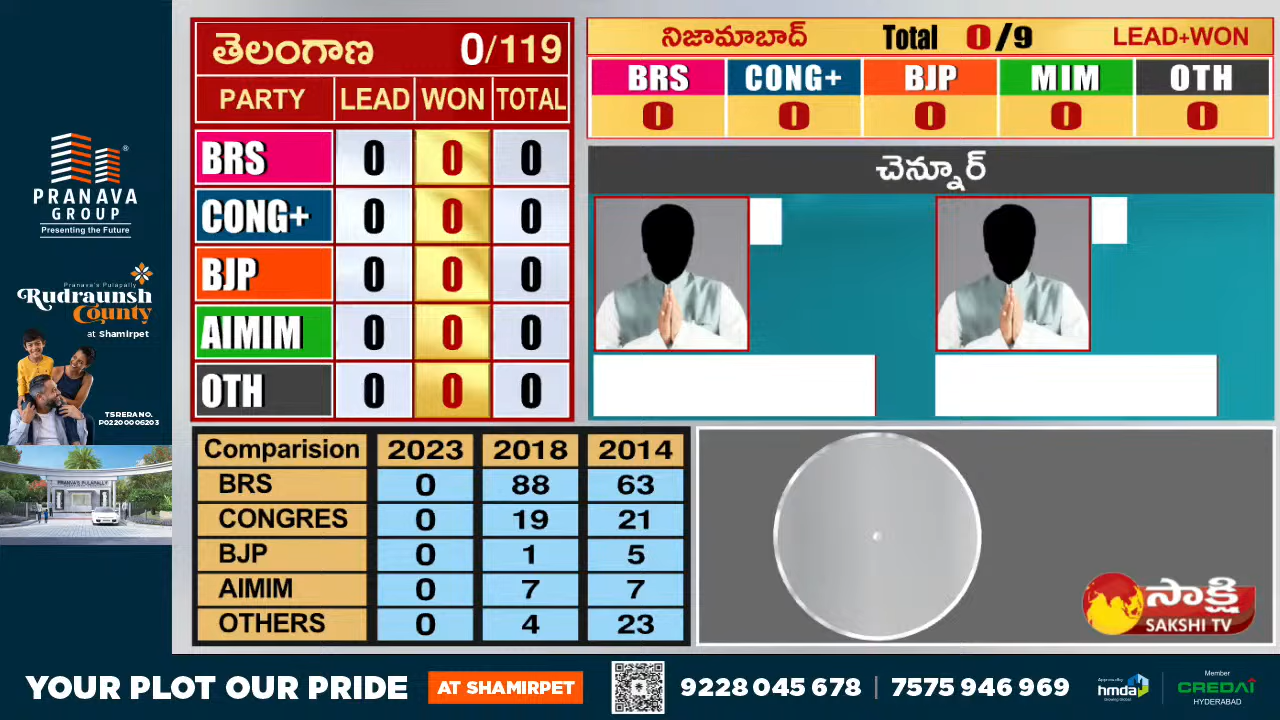 PRANAVA
GROUP
Presenting the Future
Pranava's Pulapally
Rudraunsh
County
at Shamirpet
TSRERA NO.
P02200006203
తెలంగాణ 0/119
PARTY LEAD WON TOTAL
BRS 0 0 0
CONG+ 0 0 0
BJP 0 0 0
AIMIM 0 0 0
OTH 0 0 0
నిజామాబాద్ Total 0/9 LEAD+WON
BRS CONG+ BJP MIM OTH
0 0 0 0 0
చెన్నూర్
Comparision 2023 2018 2014
BRS 0 88 63
CONGRES 0 19 21
BJP 0 1 5
AIMIM 0 7 7
OTHERS 0 4 23
సాక్షి
SAKSHI TV
YOUR PLOT OUR PRIDE AT SHAMIRPET 9228 045 678 | 7575 946 969
Approved by
hmda
Member
CREDAI
HYDERABAD